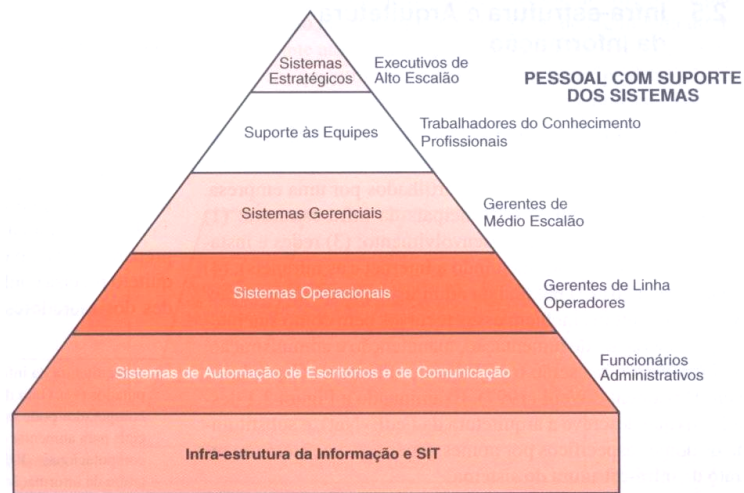 Sistemas
Estratégicos
Executivos de
Alto Escalão
PESSOAL COM SUPORTE
DOS SISTEMAS
Suporte às Equipes
Trabalhadores do Conhecimento
Profissionais
Sistemas Gerenciais
Gerentes de
Médio Escalão
Sistemas Operacionais
Gerentes de Linha
Operadores
Sistemas de Automação de Escritórios e de Comunicação
Funcionários
Administrativos
Infra-estrutura da Informação e SIT